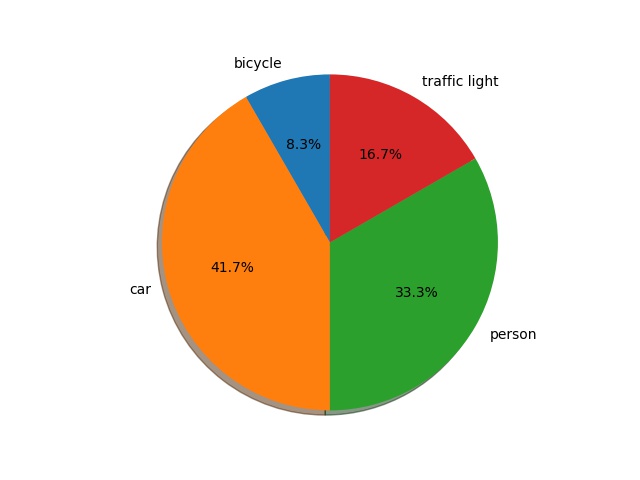 bicycle
traffic light
8.3%
16.7%
41.7%
car
33.3%
person